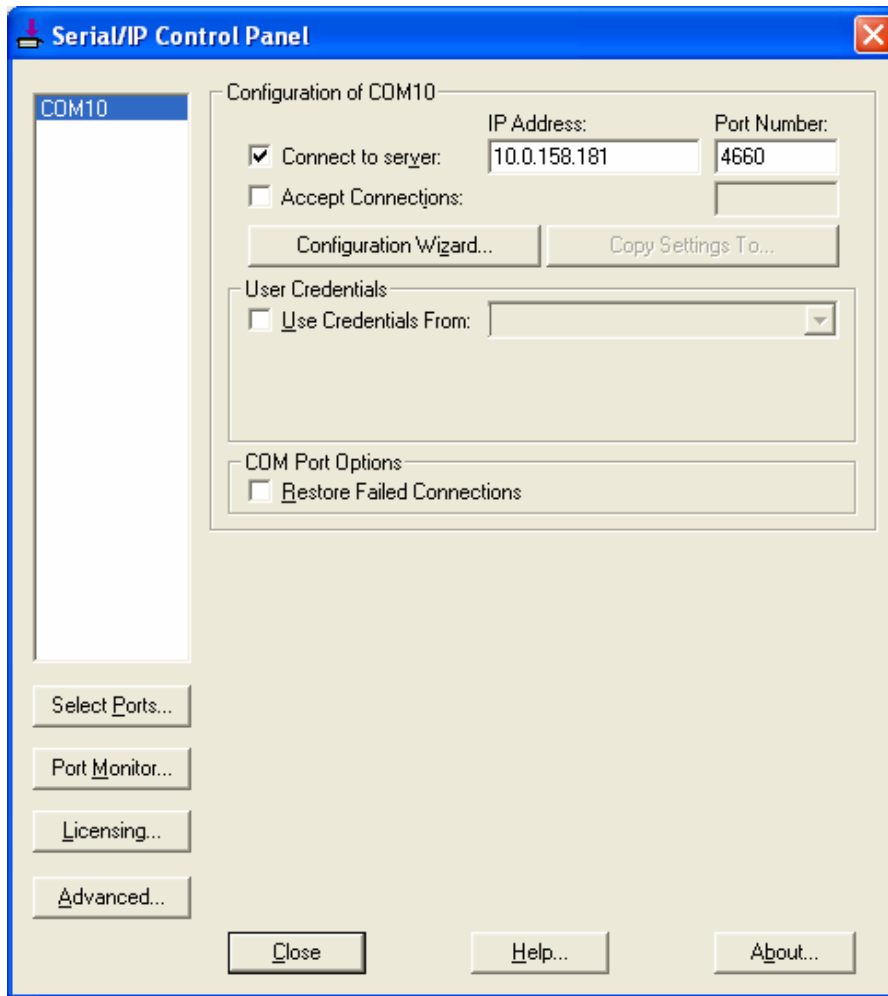 Serial/IP Control Panel
COM10
Configuration of COM10
IP Address: Port Number:
Connect to server: 10.0.158.181 4660
Accept Connections:
Configuration Wizard... Copy Settings To...
User Credentials
Use Credentials From:
COM Port Options
Restore Failed Connections
Select Ports...
Port Monitor...
Licensing...
Advanced...
Close Help... About...